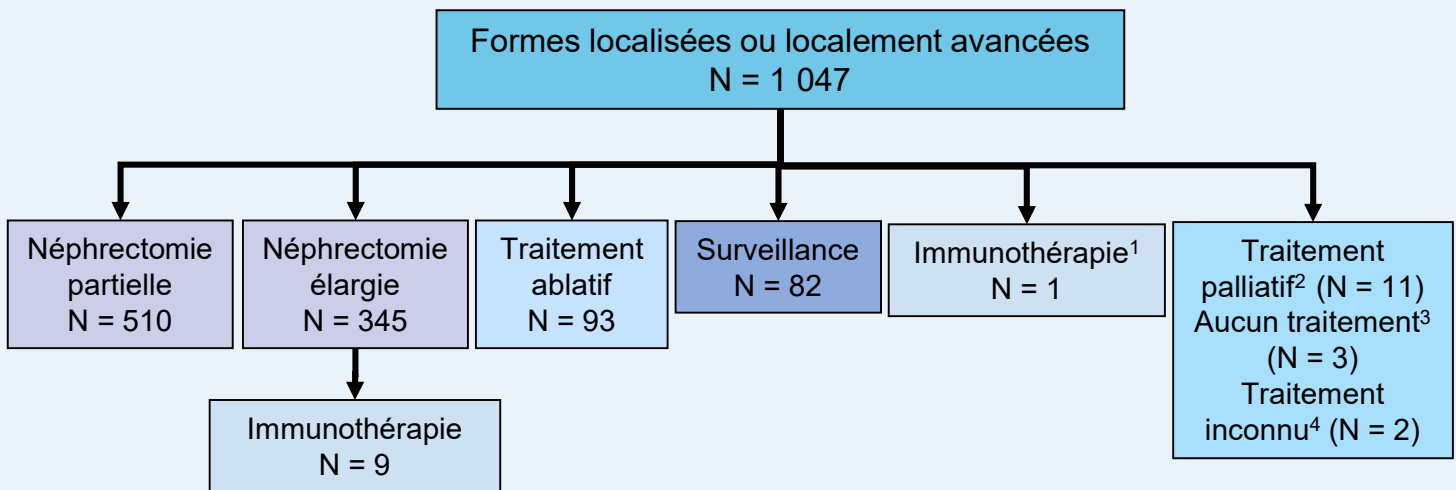 Formes localisées ou localement avancées
N = 1 047
Néphrectomie
partielle
N = 510
Néphrectomie
élargie
N = 345
Traitement
ablatif
N = 93
Surveillance
N = 82
Immunothérapie¹
N = 1
Traitement
palliatif² (N = 11)
Aucun traitement³
(N = 3)
Traitement
inconnu⁴ (N = 2)
Immunothérapie
N = 9